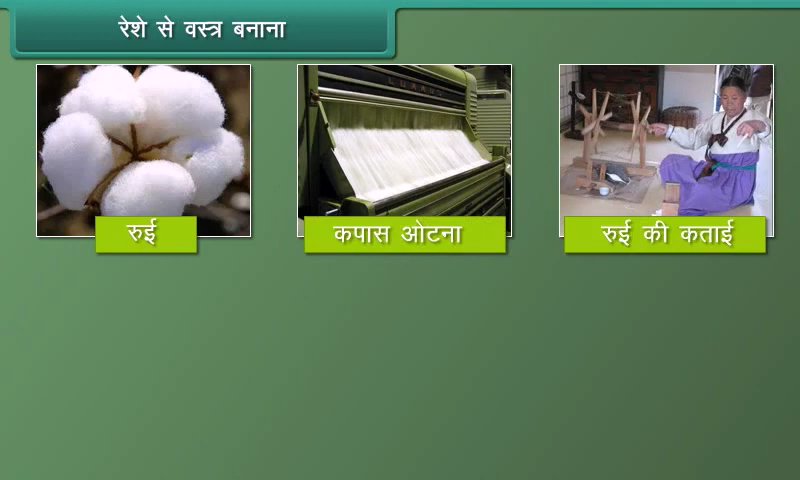 रेशे से वस्त्र बनाना
रुई
कपास ओटना
रुई की कताई